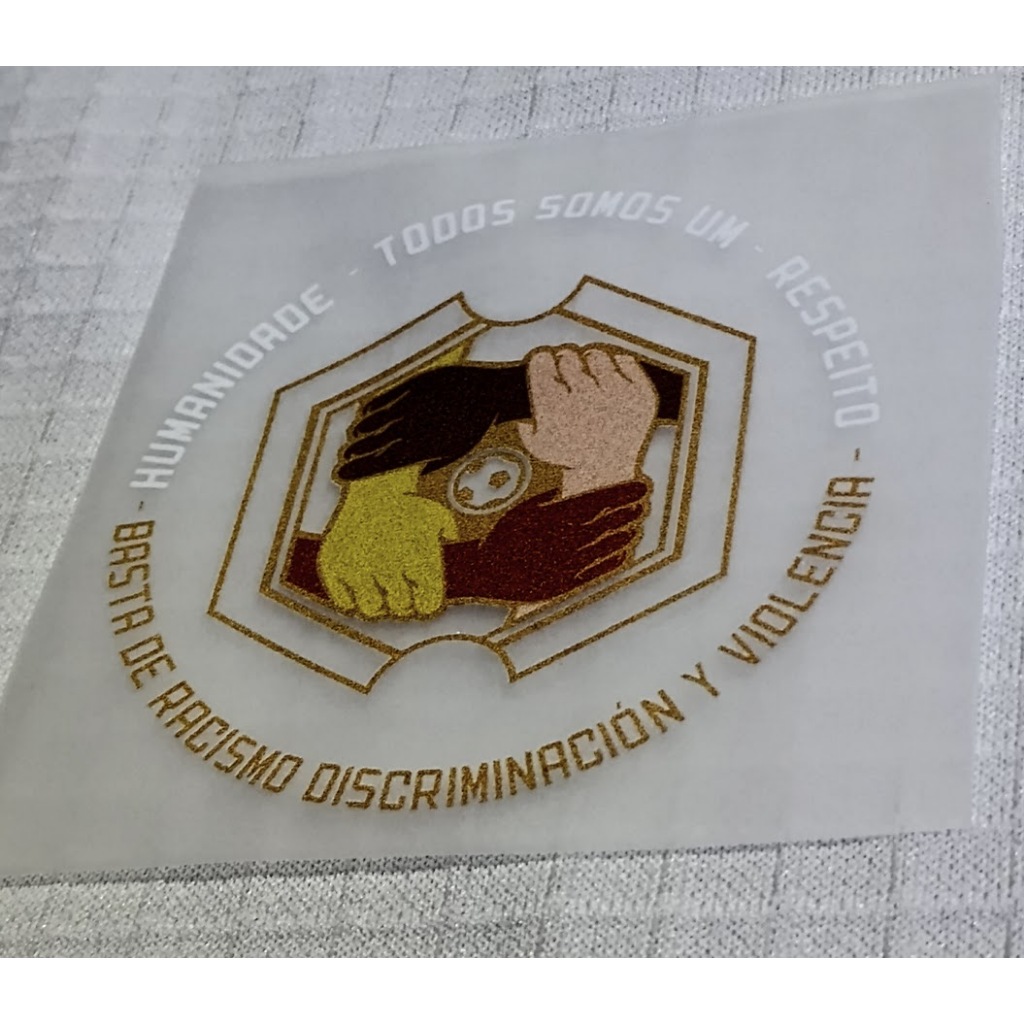 - HUMANIDADE - TODOS SOMOS UM - RESPEITO -
BASTA DE RACISMO DISCRIMINACIÓN Y VIOLENCIA